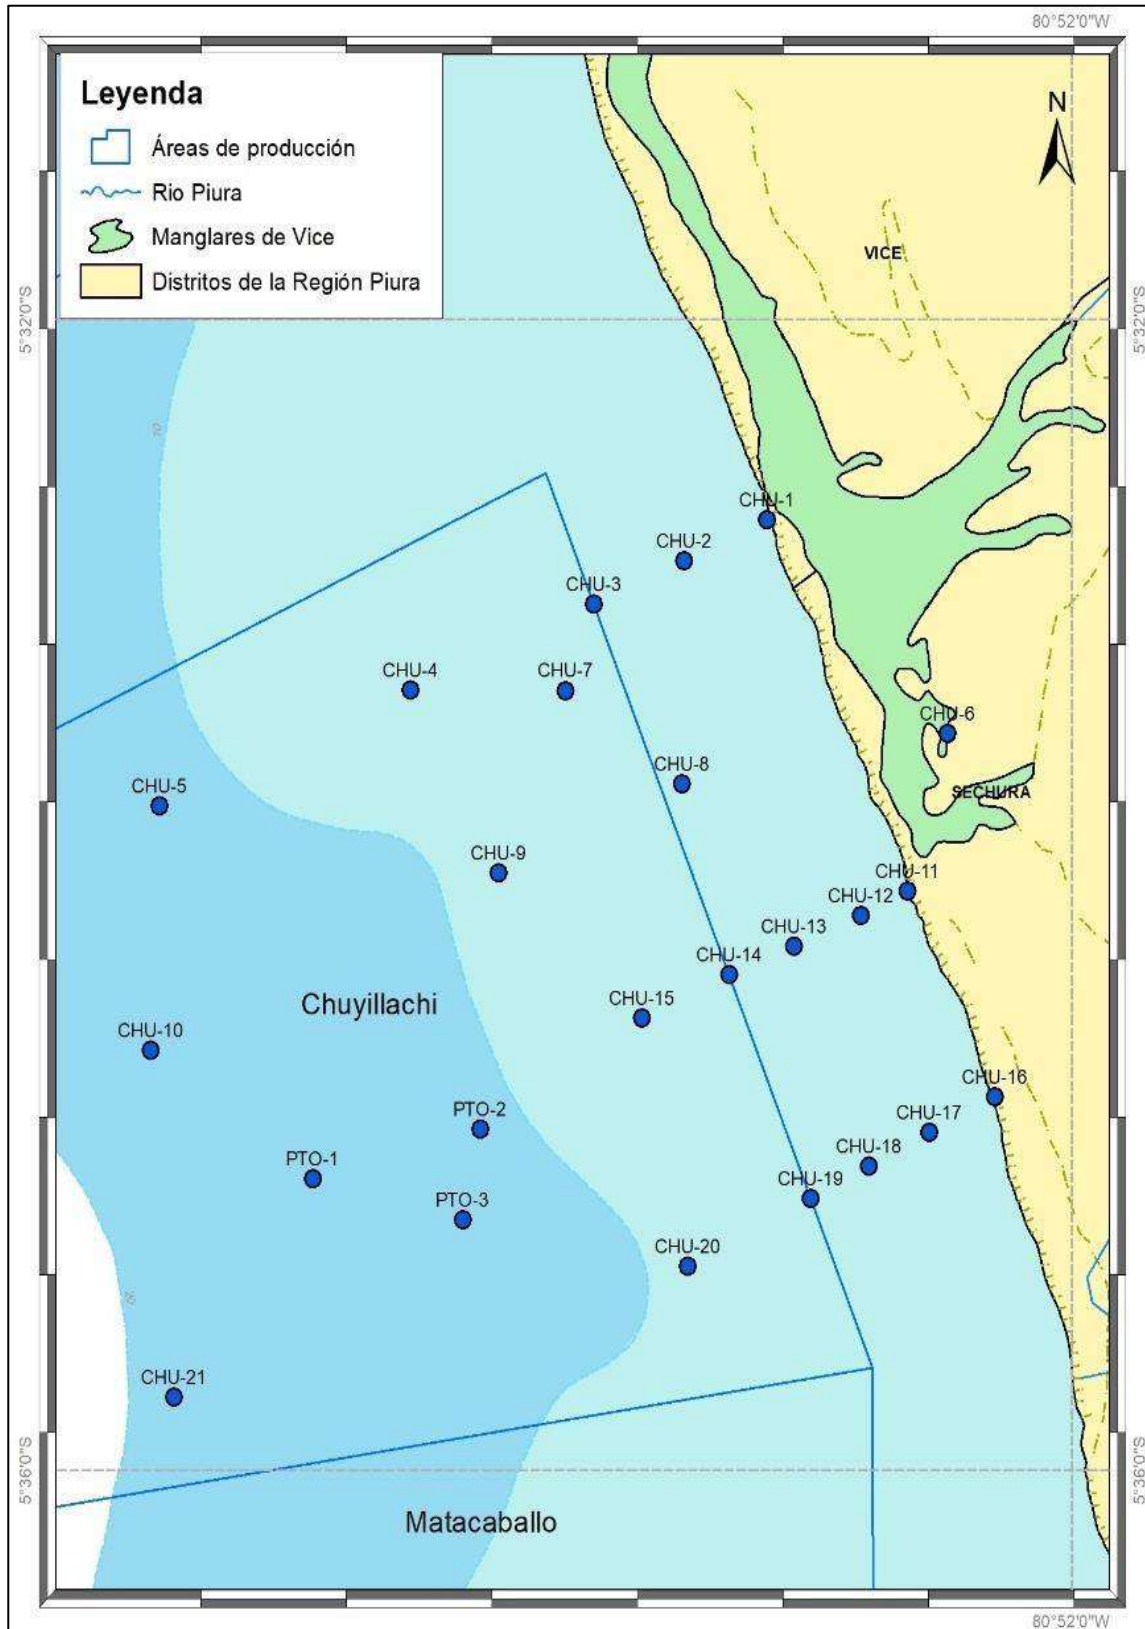 80°52'0"W
Leyenda
Áreas de producción
Rio Piura
Manglares de Vice
Distritos de la Región Piura
N
VICE
5°32'0"S
5°32'0"S
10
CHU-1
CHU-2
CHU-3
CHU-4
CHU-7
CHU-6
CHU-8
SECHURA
CHU-5
CHU-9
CHU-11
CHU-12
CHU-13
CHU-14
Chuyillachi
CHU-15
CHU-10
CHU-16
PTO-2
CHU-17
PTO-1
CHU-18
PTO-3
CHU-19
CHU-20
CHU-21
5°36'0"S
5°36'0"S
Matacaballo
80°52'0"W